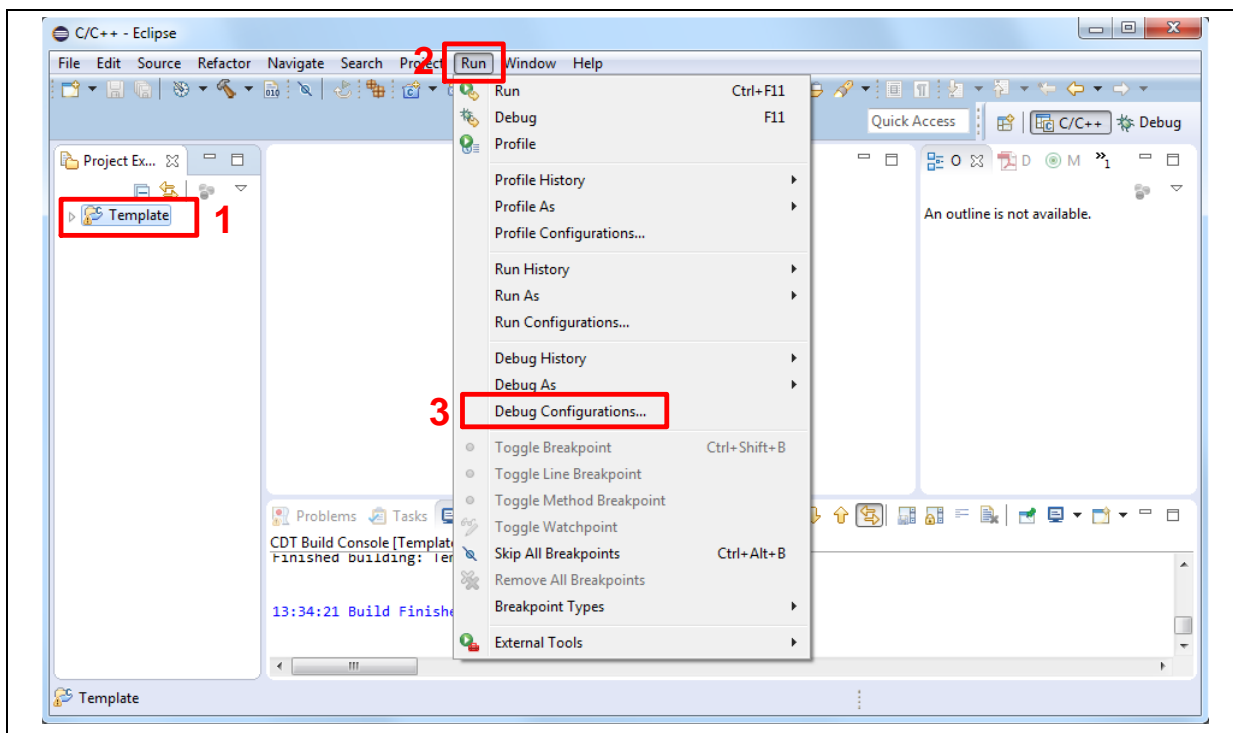 C/C++ - Eclipse
File Edit Source Refactor Navigate Search Project Run Window Help
2
Quick Access
C/C++
Debug
Project Ex...
Template
1
Run Ctrl+F11
Debug F11
Profile
Profile History
Profile As
Profile Configurations...
Run History
Run As
Run Configurations...
Debug History
Debug As
3
Debug Configurations...
Toggle Breakpoint Ctrl+Shift+B
Toggle Line Breakpoint
Toggle Method Breakpoint
Toggle Watchpoint
Skip All Breakpoints Ctrl+Alt+B
Remove All Breakpoints
Breakpoint Types
External Tools
O D M »1
An outline is not available.
Problems Tasks
CDT Build Console [Templat
Finished building: Te
13:34:21 Build Finishe
Template